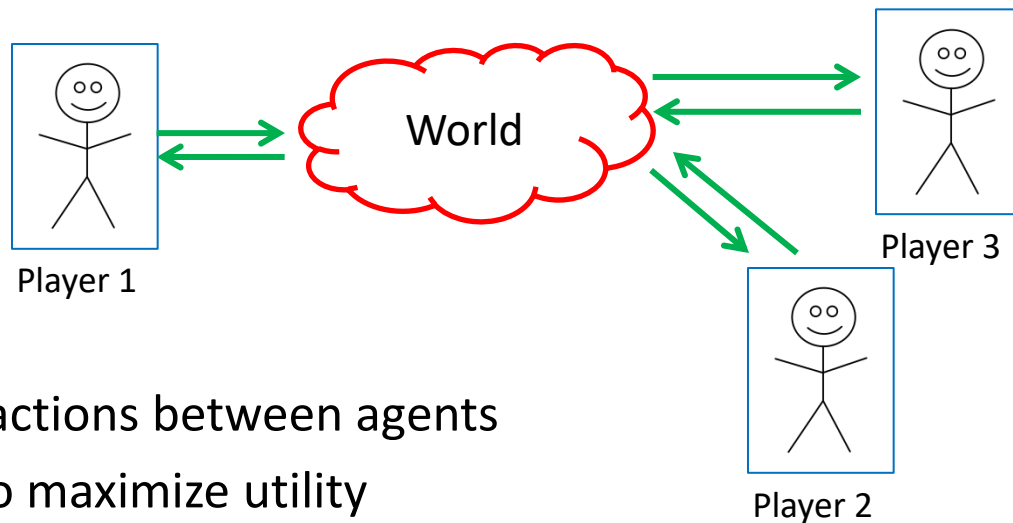 World
Player 1
Player 3
actions between agents
o maximize utility
Player 2